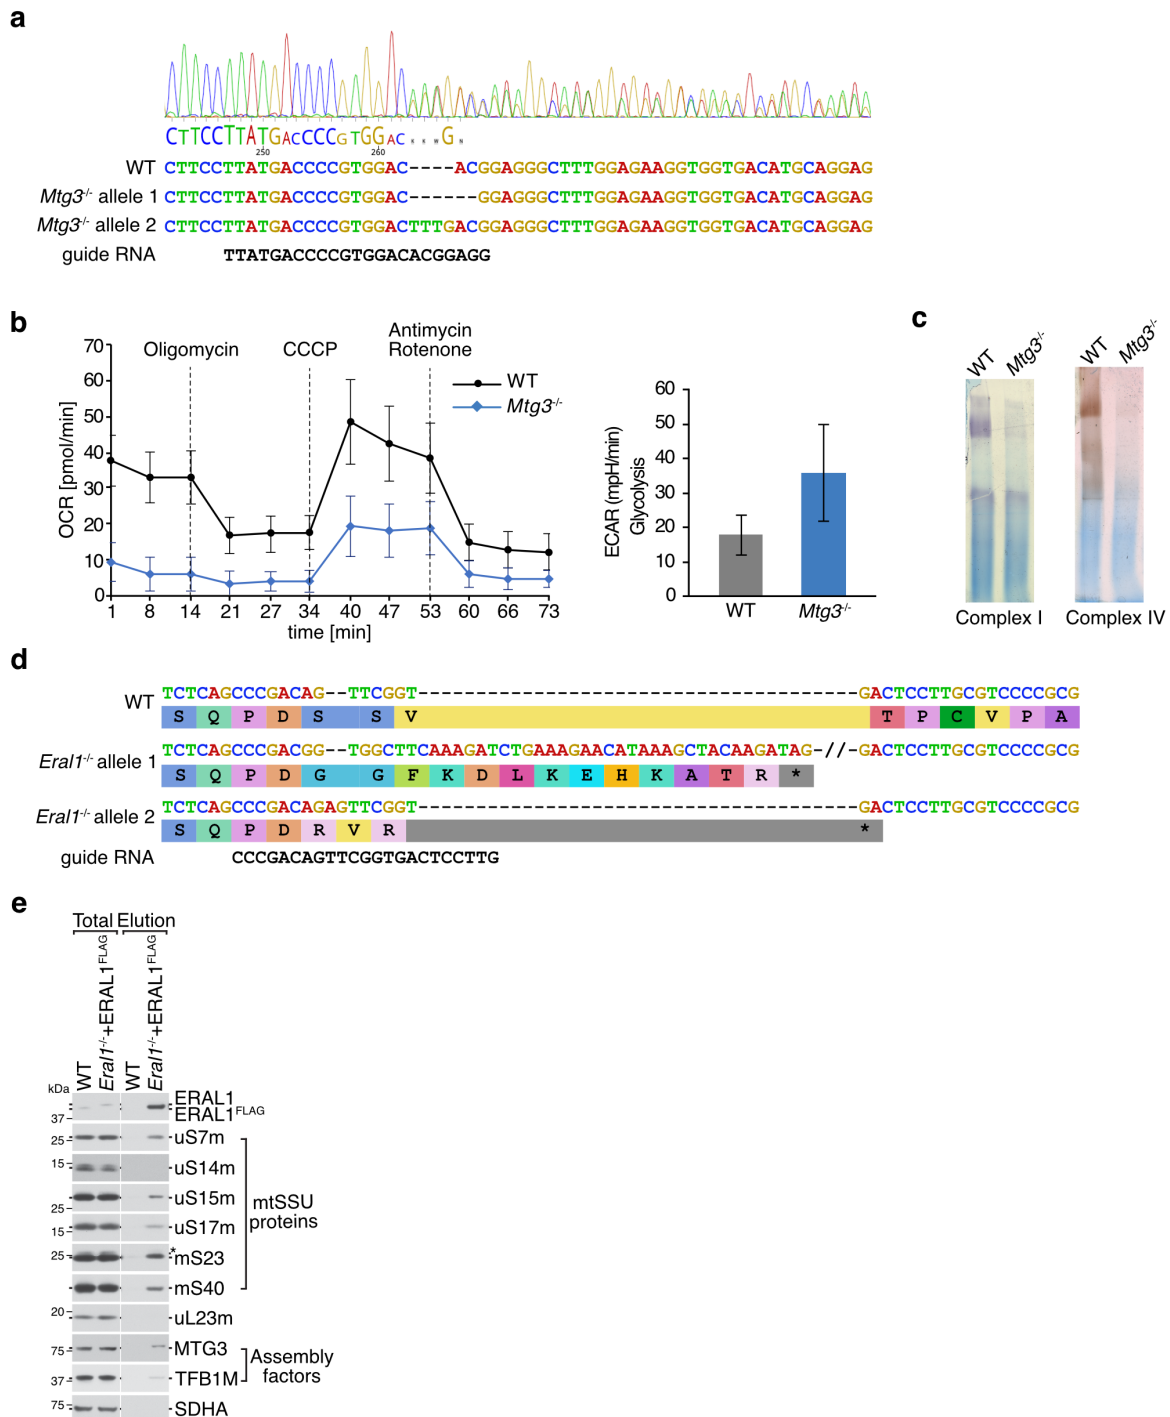 a
CTTCCTTATGACCCCGTGGAC
G
250
260
WT CTTCCTTATGACCCCGTGGAC----ACGGAGGGCTTTGGAGAAGGTGGTGACATGCAGGAG
Mtg3-/- allele 1 CTTCCTTATGACCCCGTGGAC------GGAGGGCTTTGGAGAAGGTGGTGACATGCAGGAG
Mtg3-/- allele 2 CTTCCTTATGACCCCGTGGACTTTGACGGAGGGCTTTGGAGAAGGTGGTGACATGCAGGAG
guide RNA TTATGACCCCGTGGACACGGAGG
b
Oligomycin
CCCP
Antimycin
Rotenone
WT
Mtg3-/-
OCR [pmol/min]
70
60
50
40
30
20
10
0
1 8 14 21 27 34 40 47 53 60 66 73
time [min]
ECAR (mpH/min)
Glycolysis
60
50
40
30
20
10
0
WT
Mtg3-/-
c
WT
Mtg3-/-
WT
Mtg3-/-
Complex I
Complex IV
d
WT TCTCAGCCCGACAG--TTCGGT--------------------------------------GACTCCTTGCGTCCCCGCG
S Q P D S S V T P C V P A
Eral1-/- allele 1 TCTCAGCCCGACGG--TGGCTTCAAAGATCTGAAAGAACATAAAGCTACAAGATAG-//-GACTCCTTGCGTCCCCGCG
S Q P D G G F K D L K E H K A T R *
Eral1-/- allele 2 TCTCAGCCCGACAGAGTTCGGT--------------------------------------GACTCCTTGCGTCCCCGCG
S Q P D R V R *
guide RNA CCCGACAGTTCGGTGACTCCTTG
e
Total Elution
WT
Eral1-/-+ERAL1FLAG
WT
Eral1-/-+ERAL1FLAG
kDa
ERAL1
ERAL1FLAG
37
25 uS7m
15 uS14m
uS15m
25
uS17m
15
*
25 mS23
mS40
mtSSU
proteins
20
uL23m
MTG3
75
TFB1M
37
Assembly
factors
75
SDHA